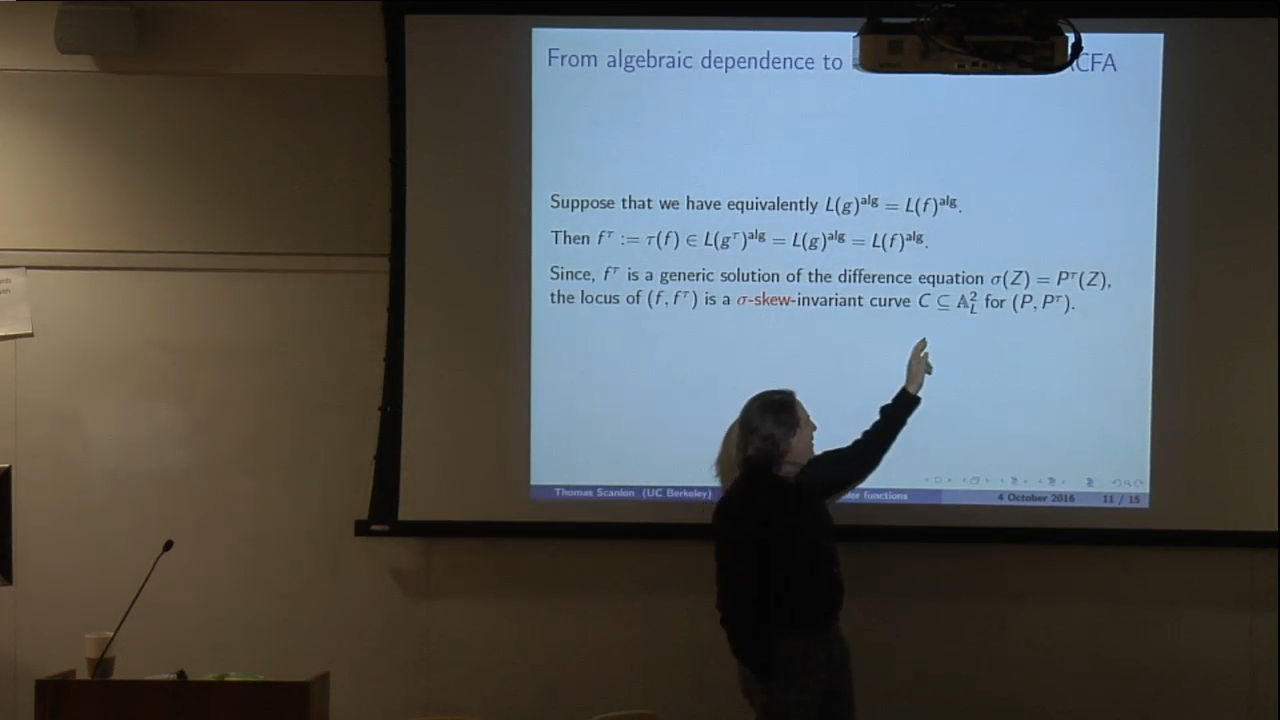 From algebraic dependence to CFA
Suppose that we have equivalently L(g)^alg = L(f)^alg.
Then f^τ := τ(f) ∈ L(g^τ)^alg = L(g)^alg = L(f)^alg.
Since, f^τ is a generic solution of the difference equation σ(Z) = P^τ(Z),
the locus of (f, f^τ) is a σ-skew-invariant curve C ⊆ 𝔸²_L for (P, P^τ).
Thomas Scanlon (UC Berkeley) functions 4 October 2016 11 / 15